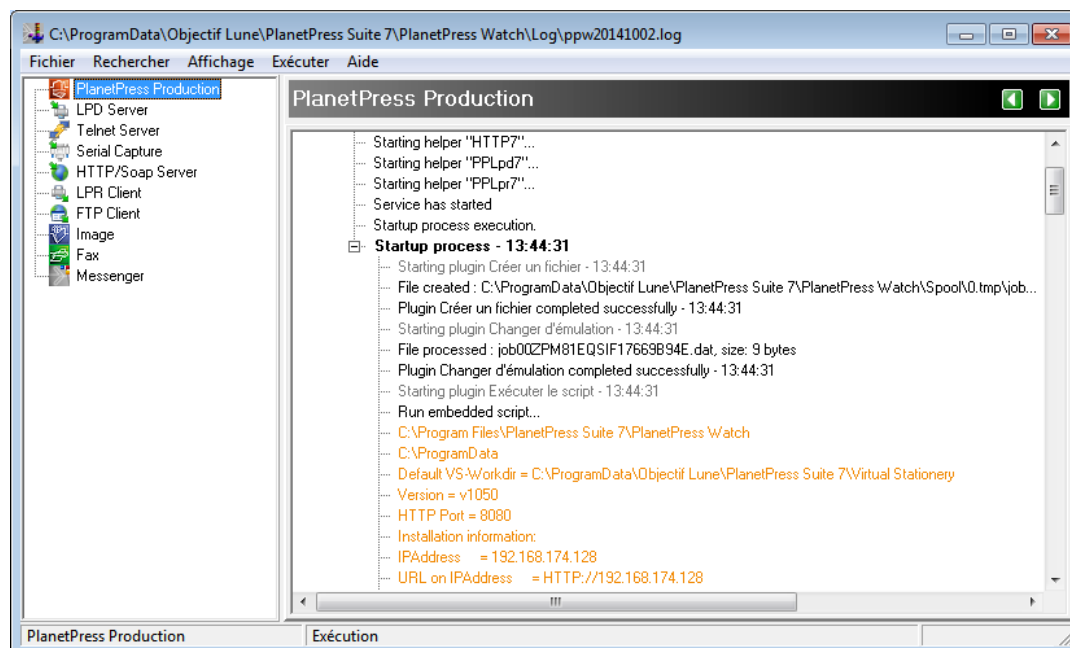 C:\ProgramData\Objectif Lune\PlanetPress Suite 7\PlanetPress Watch\Log\ppw20141002.log
Fichier Rechercher Affichage Exécuter Aide
PlanetPress Production
LPD Server
Telnet Server
Serial Capture
HTTP/Soap Server
LPR Client
FTP Client
Image
Fax
Messenger
PlanetPress Production
Starting helper "HTTP7"...
Starting helper "PPLpd7"...
Starting helper "PPLpr7"...
Service has started
Startup process execution.
Startup process - 13:44:31
Starting plugin Créer un fichier - 13:44:31
File created : C:\ProgramData\Objectif Lune\PlanetPress Suite 7\PlanetPress Watch\Spool\0.tmp\job...
Plugin Créer un fichier completed successfully - 13:44:31
Starting plugin Changer d'émulation - 13:44:31
File processed : job00ZPM81EQSIF17669B94E.dat, size: 9 bytes
Plugin Changer d'émulation completed successfully - 13:44:31
Starting plugin Exécuter le script - 13:44:31
Run embedded script...
C:\Program Files\PlanetPress Suite 7\PlanetPress Watch
C:\ProgramData
Default VS-Workdir = C:\ProgramData\Objectif Lune\PlanetPress Suite 7\Virtual Stationery
Version = v1050
HTTP Port = 8080
Installation information:
IPAddress = 192.168.174.128
URL on IPAddress = HTTP://192.168.174.128
PlanetPress Production
Exécution